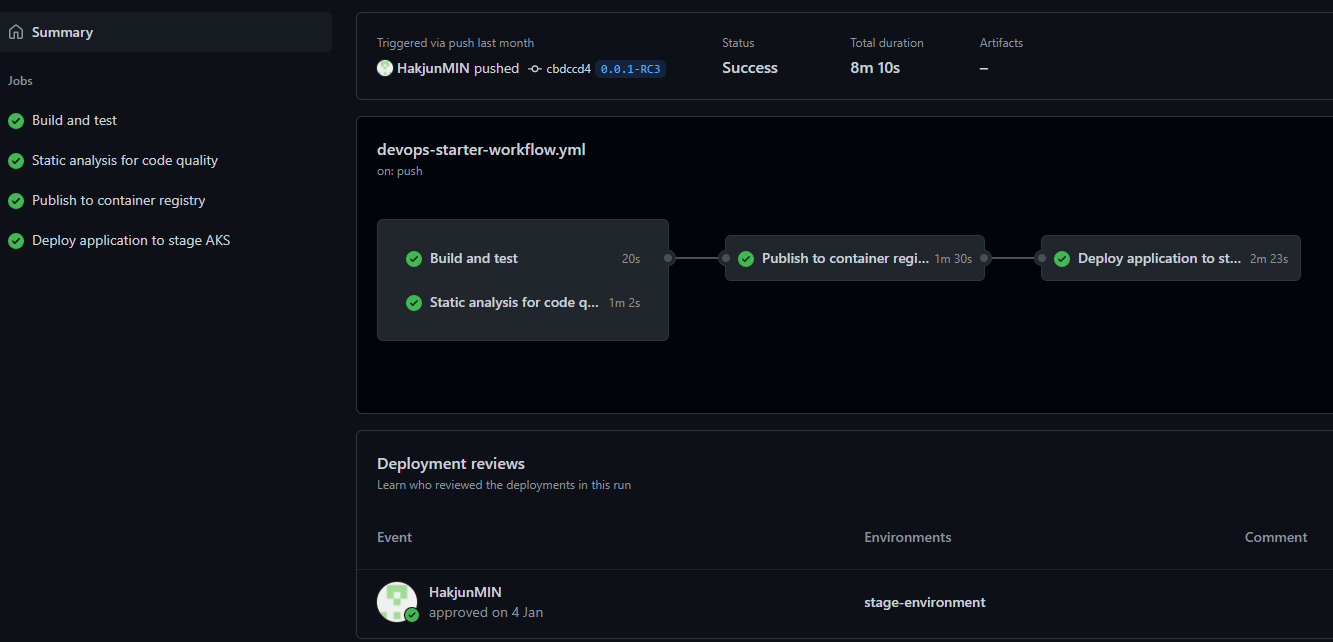 Summary
Jobs
Build and test
Static analysis for code quality
Publish to container registry
Deploy application to stage AKS
Triggered via push last month
HakjunMIN pushed cbdccd4 0.0.1-RC3
Status
Success
Total duration
8m 10s
Artifacts
–
devops-starter-workflow.yml
on: push
Build and test 20s
Static analysis for code q... 1m 2s
Publish to container regi... 1m 30s
Deploy application to st... 2m 23s
Deployment reviews
Learn who reviewed the deployments in this run
Event Environments Comment
HakjunMIN
approved on 4 Jan
stage-environment